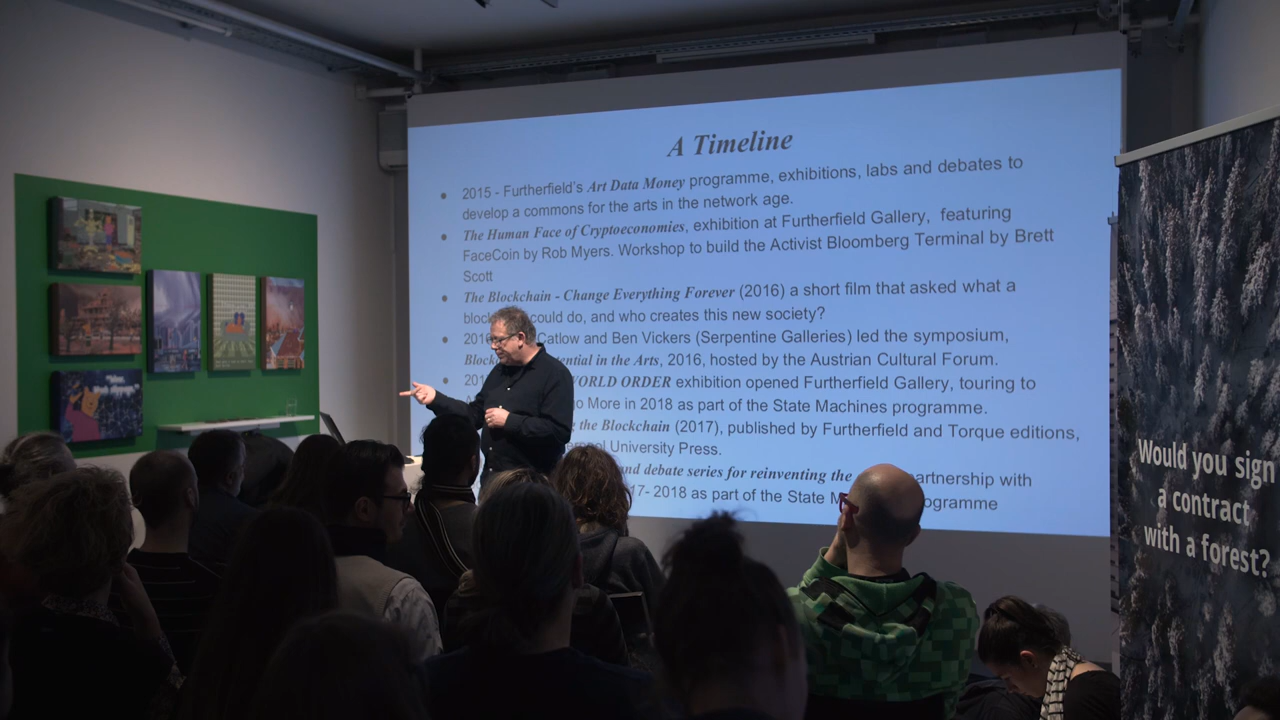 A Timeline
2015 - Furtherfield's Art Data Money programme, exhibitions, labs and debates to
develop a commons for the arts in the network age.
The Human Face of Cryptoeconomies, exhibition at Furtherfield Gallery, featuring
FaceCoin by Rob Myers. Workshop to build the Activist Bloomberg Terminal by Brett
Scott
The Blockchain - Change Everything Forever (2016) a short film that asked what a
could do, and who creates this new society?
Catlow and Ben Vickers (Serpentine Galleries) led the symposium,
in the Arts, 2016, hosted by the Austrian Cultural Forum.
WORLD ORDER exhibition opened Furtherfield Gallery, touring to
More in 2018 as part of the State Machines programme.
the Blockchain (2017), published by Furtherfield and Torque editions,
University Press.
and debate series for reinventing the
with
2018 as part of the State
Would you sign
a contract
with a forest?